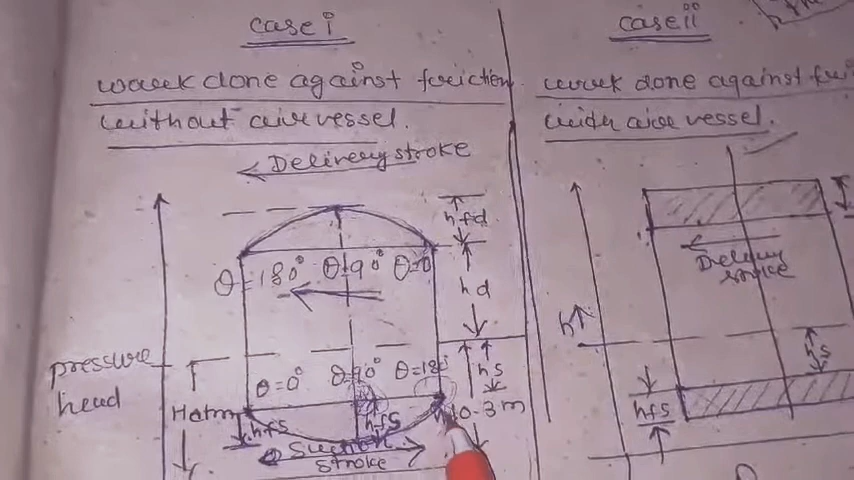 case i
work done against friction
without air vessel.
Delivery stroke
hfd
θ=180° θ=90° θ=0
hd
pressure
head
Hatm
θ=0° θ=90° θ=180°
hs
hfs
hfs
10.3m
Suction
stroke
case ii
work done against
with air vessel.
Delivery
stroke
h
hs
hfs